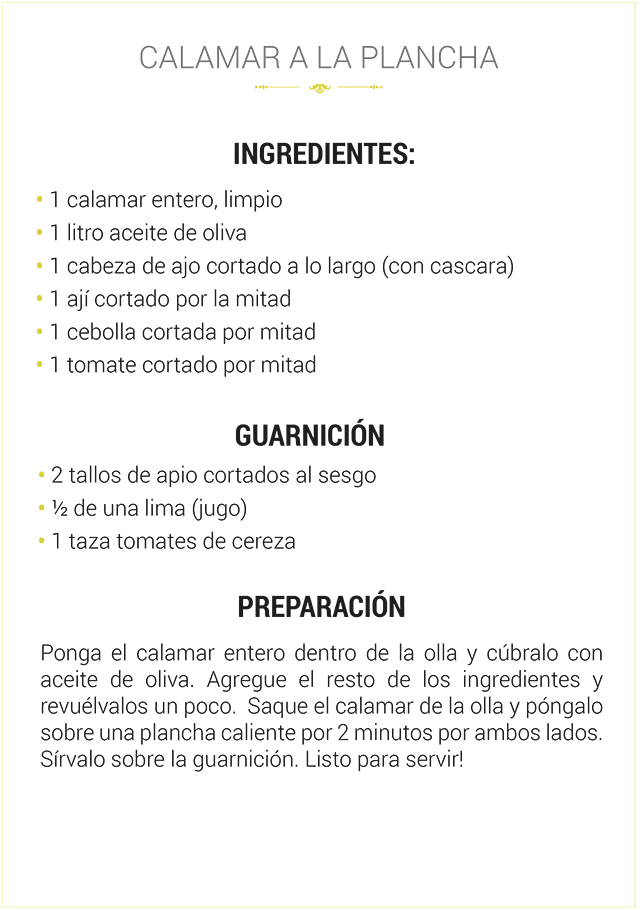 CALAMAR A LA PLANCHA
INGREDIENTES:
• 1 calamar entero, limpio
• 1 litro aceite de oliva
• 1 cabeza de ajo cortado a lo largo (con cascara)
• 1 ají cortado por la mitad
• 1 cebolla cortada por mitad
• 1 tomate cortado por mitad
GUARNICIÓN
• 2 tallos de apio cortados al sesgo
• ½ de una lima (jugo)
• 1 taza tomates de cereza
PREPARACIÓN
Ponga el calamar entero dentro de la olla y cúbralo con
aceite de oliva. Agregue el resto de los ingredientes y
revuélvalos un poco. Saque el calamar de la olla y póngalo
sobre una plancha caliente por 2 minutos por ambos lados.
Sírvalo sobre la guarnición. Listo para servir!